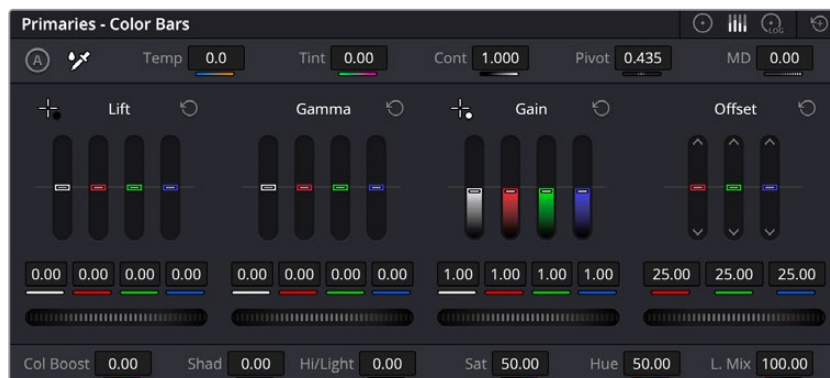 Primaries - Color Bars
LOG
A Temp 0.0 Tint 0.00 Cont 1.000 Pivot 0.435 MD 0.00
Lift Gamma Gain Offset
0.00 0.00 0.00 0.00 0.00 0.00 0.00 0.00 1.00 1.00 1.00 1.00 25.00 25.00 25.00
Col Boost 0.00 Shad 0.00 Hi/Light 0.00 Sat 50.00 Hue 50.00 L. Mix 100.00